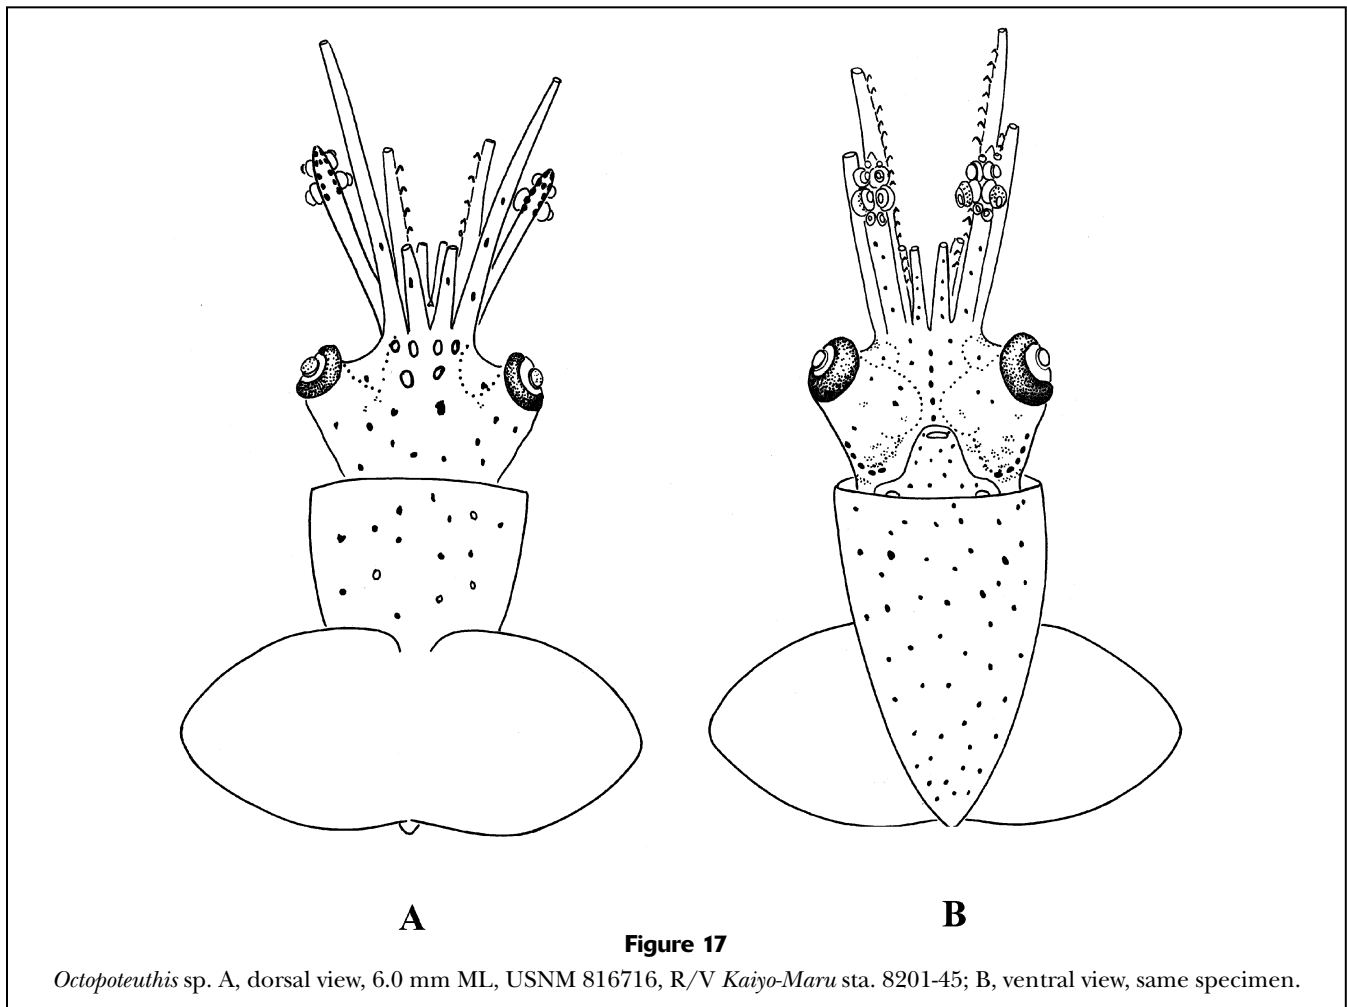 A
B
Figure 17
Octopoteuthis sp. A, dorsal view, 6.0 mm ML, USNM 816716, R/V Kaiyo-Maru sta. 8201-45; B, ventral view, same specimen.